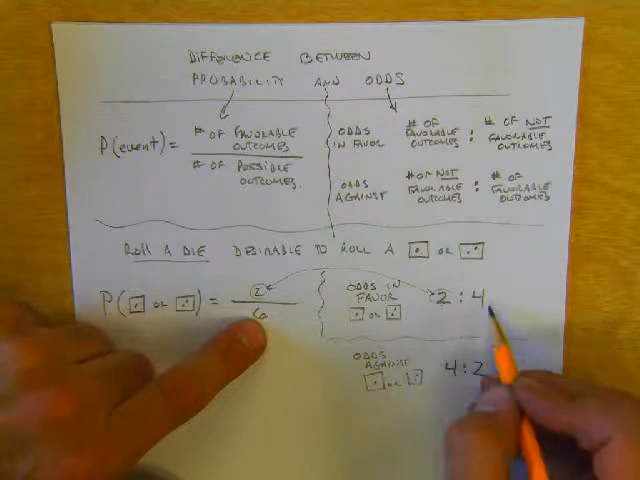 DIFFERENCE BETWEEN
PROBABILITY AND ODDS
P(event) = # OF FAVORABLE OUTCOMES
# OF POSSIBLE OUTCOMES
ODDS IN FAVOR # OF FAVORABLE OUTCOMES : # OF NOT FAVORABLE OUTCOMES
ODDS AGAINST # OF NOT FAVORABLE OUTCOMES : # OF FAVORABLE OUTCOMES
ROLL A DIE DESIRABLE TO ROLL A OR
P( OR ) = 2
6
ODDS IN
FAVOR
OR
2 : 4
ODDS
AGAINST
OR
4 : 2